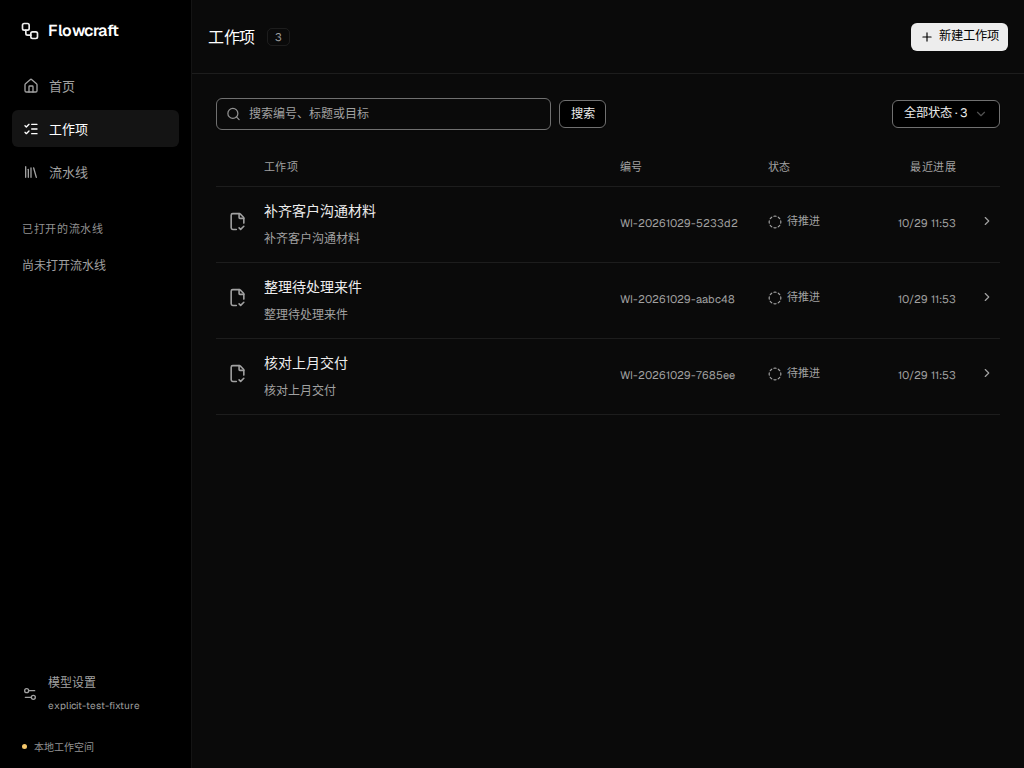 Flowcraft
首页
工作项
流水线
已打开的流水线
尚未打开流水线
模型设置
explicit-test-fixture
本地工作空间
工作项 3
新建工作项
搜索编号、标题或目标
搜索
全部状态 · 3
工作项 编号 状态 最近进展
补齐客户沟通材料
补齐客户沟通材料
WI-20261029-5233d2 待推进 10/29 11:53
整理待处理来件
整理待处理来件
WI-20261029-aabc48 待推进 10/29 11:53
核对上月交付
核对上月交付
WI-20261029-7685ee 待推进 10/29 11:53